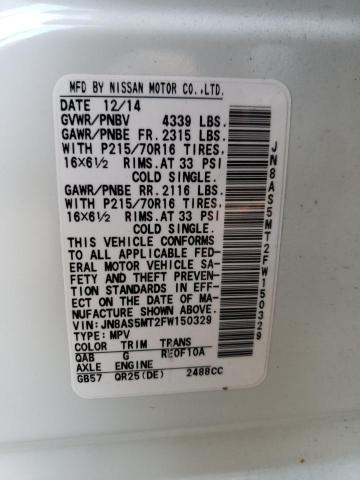 MFD BY NISSAN MOTOR CO.,LTD.
DATE 12/14
GVWR/PNBV 4339 LBS.
GAWR/PNBE FR. 2315 LBS.
WITH P215/70R16 TIRES,
16X6½ RIMS.AT 33 PSI
COLD SINGLE.
GAWR/PNBE RR. 2116 LBS.
WITH P215/70R16 TIRES,
16X6½ RIMS.AT 33 PSI
COLD SINGLE.
THIS VEHICLE CONFORMS
TO ALL APPLICABLE FED-
ERAL MOTOR VEHICLE SA-
FETY AND THEFT PREVEN-
TION STANDARDS IN EFFECT
ON THE DATE OF MA-
NUFACTURE SHOWN ABOVE.
VIN: JN8AS5MT2FW150329
TYPE: MPV
COLOR TRIM TRANS
QAB G RE0F10A
AXLE ENGINE
GB57 QR25(DE) 2488CC
JN8AS5MT2FW150329